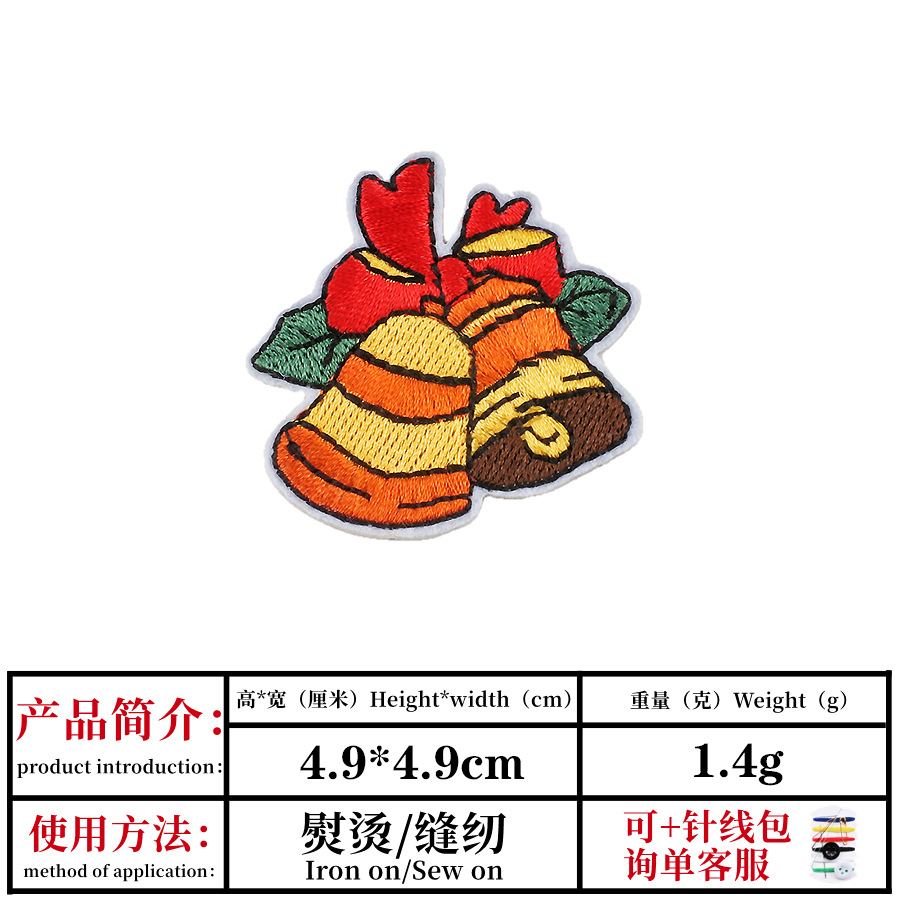 产品简介：
product introduction:
高*宽（厘米）Height*width（cm）
重量（克）Weight（g）
4.9*4.9cm
1.4g
使用方法：
method of application:
熨烫/缝纫
Iron on/Sew on
可+针线包
询单客服